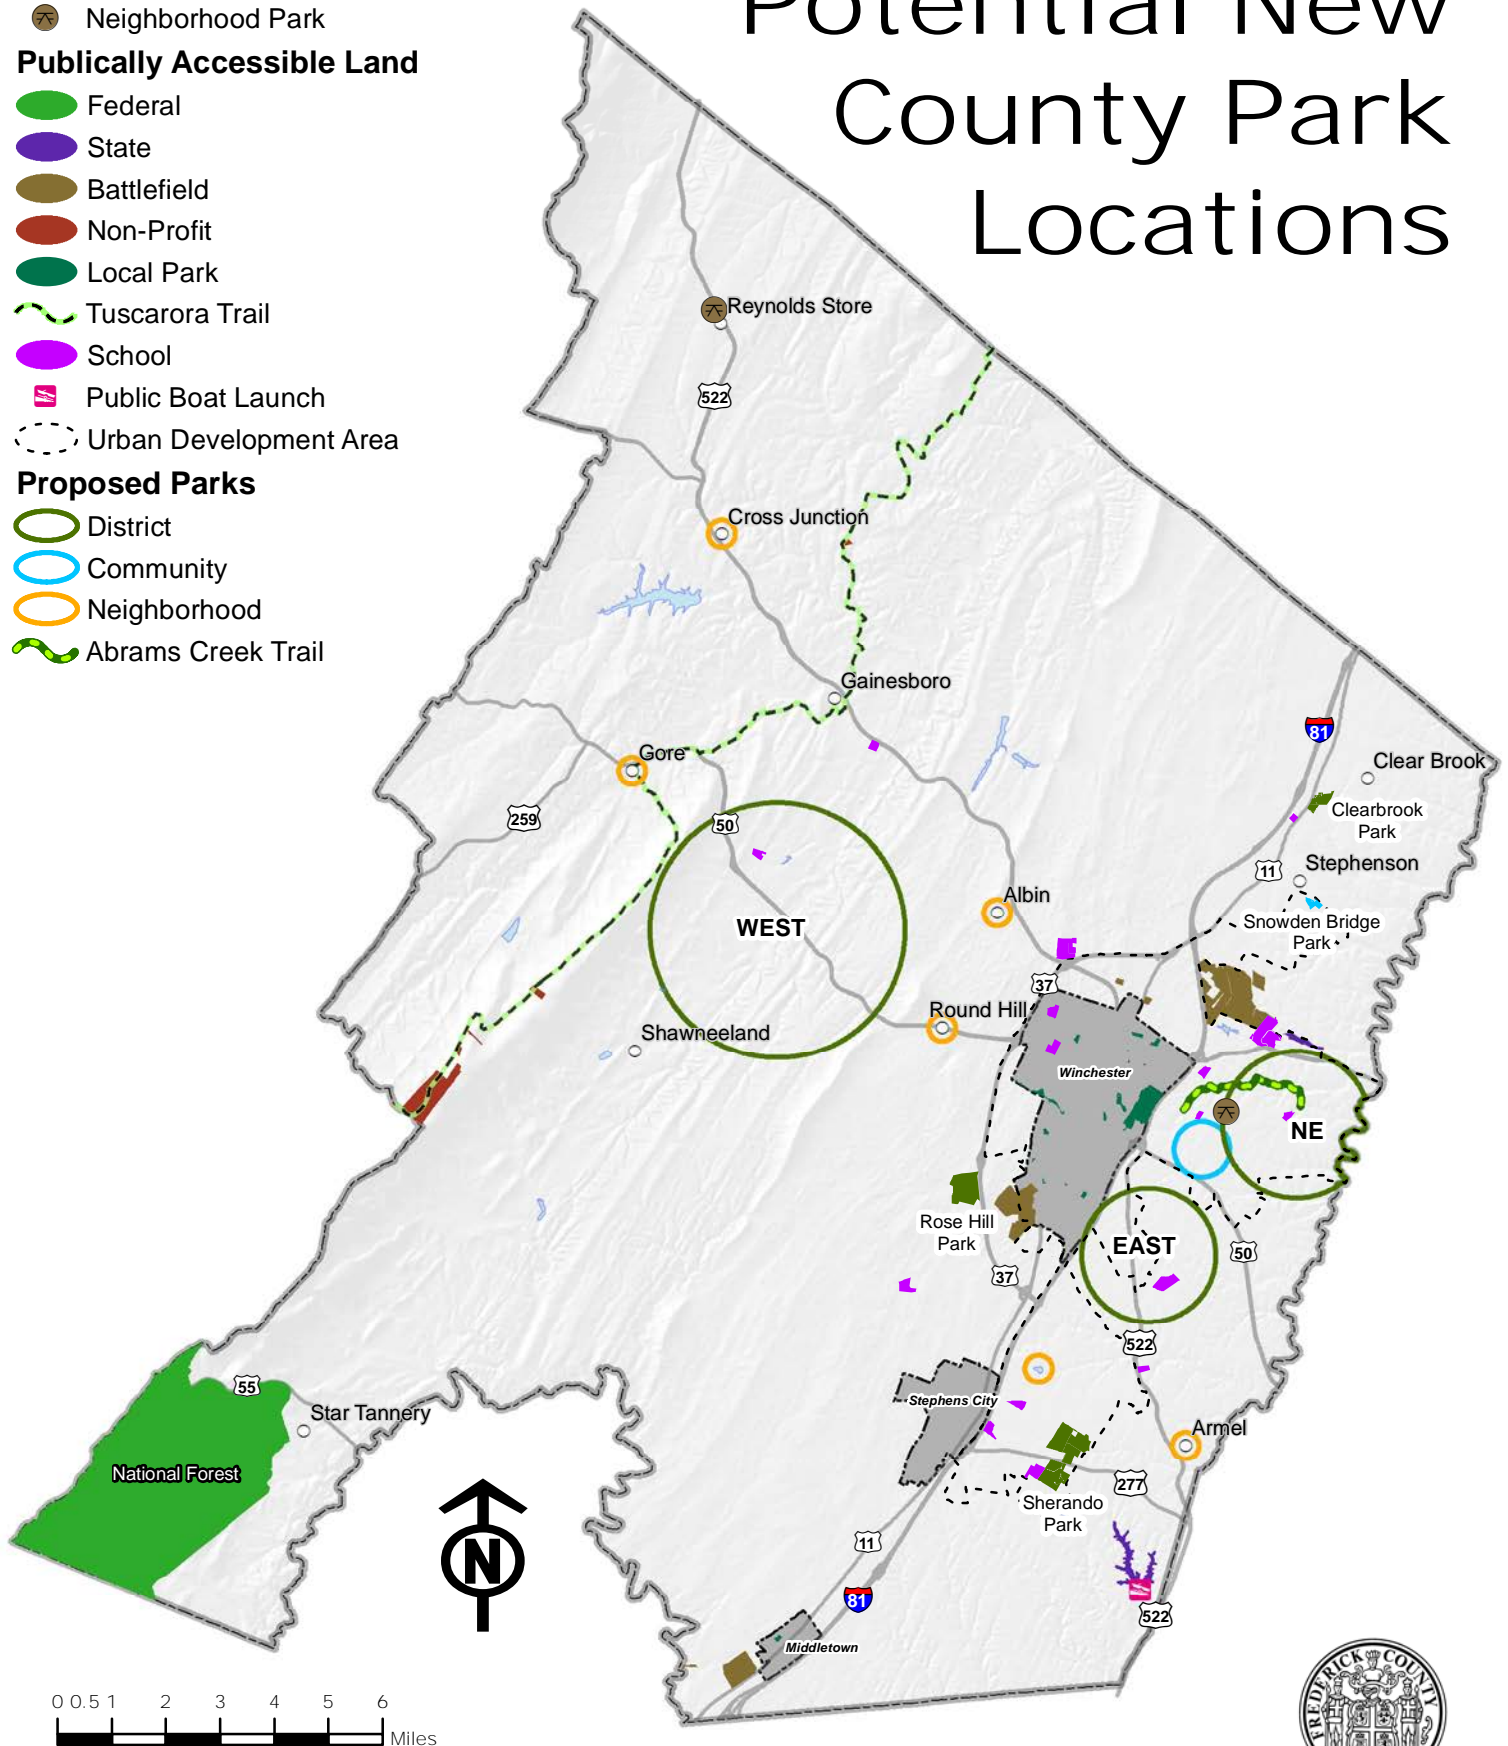 Potential New
County Park
Locations
Neighborhood Park
Publically Accessible Land
Federal
State
Battlefield
Non-Profit
Local Park
Tuscarora Trail
School
Public Boat Launch
Urban Development Area
Proposed Parks
District
Community
Neighborhood
Abrams Creek Trail
Reynolds Store
522
Cross Junction
Gainesboro
Gore
259
50
81
Clear Brook
Clearbrook
Park
11
Stephenson
Albin
WEST
Snowden Bridge
Park
37
Round Hill
Shawneeland
Winchester
NE
Rose Hill
Park
EAST
50
37
522
55
Star Tannery
Stephens City
Armel
National Forest
277
Sherando
Park
N
11
81
522
Middletown
0 0.5 1 2 3 4 5 6
Miles
FREDERICK COUNTY